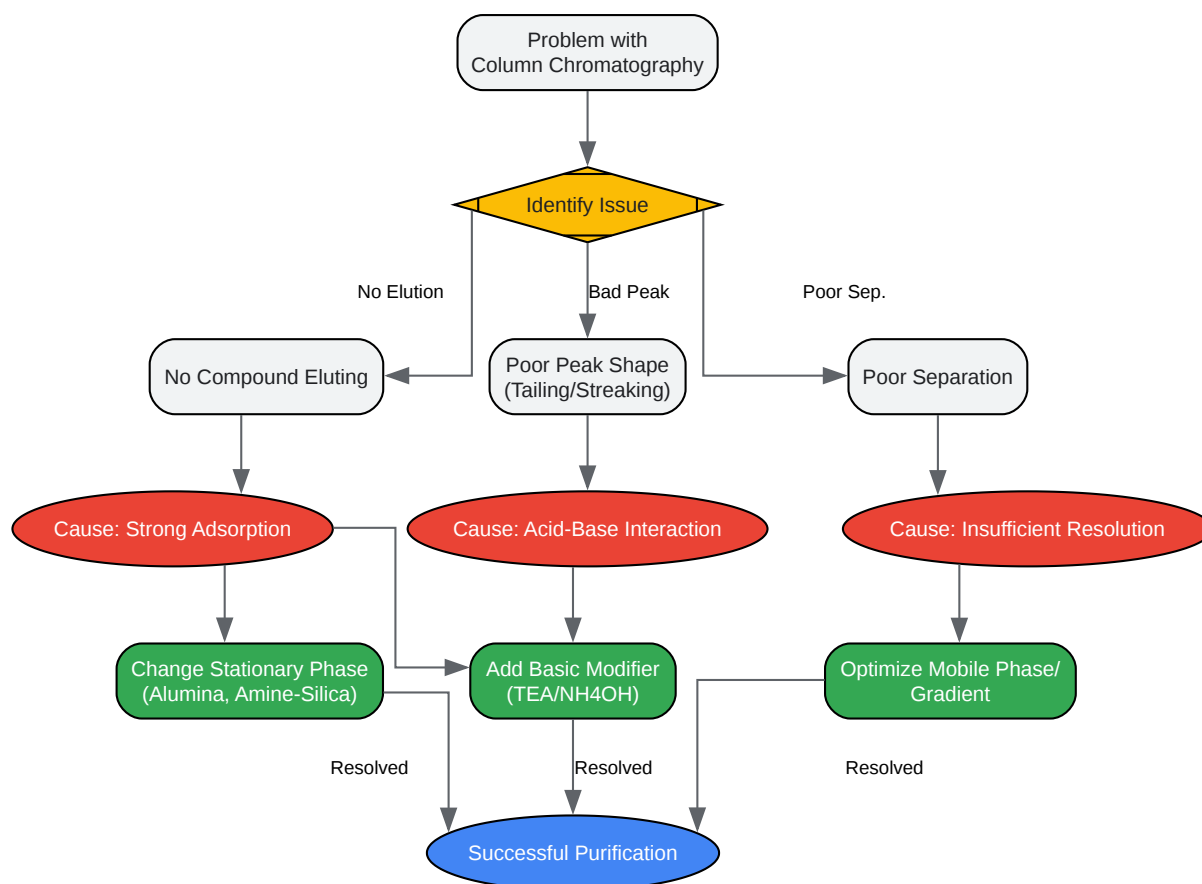 Problem with
Column Chromatography
Identify Issue
No Elution
Bad Peak
Poor Sep.
No Compound Eluting
Poor Peak Shape
(Tailing/Streaking)
Poor Separation
Cause: Strong Adsorption
Cause: Acid-Base Interaction
Cause: Insufficient Resolution
Change Stationary Phase
(Alumina, Amine-Silica)
Add Basic Modifier
(TEA/NH4OH)
Optimize Mobile Phase/
Gradient
Resolved
Resolved
Resolved
Successful Purification